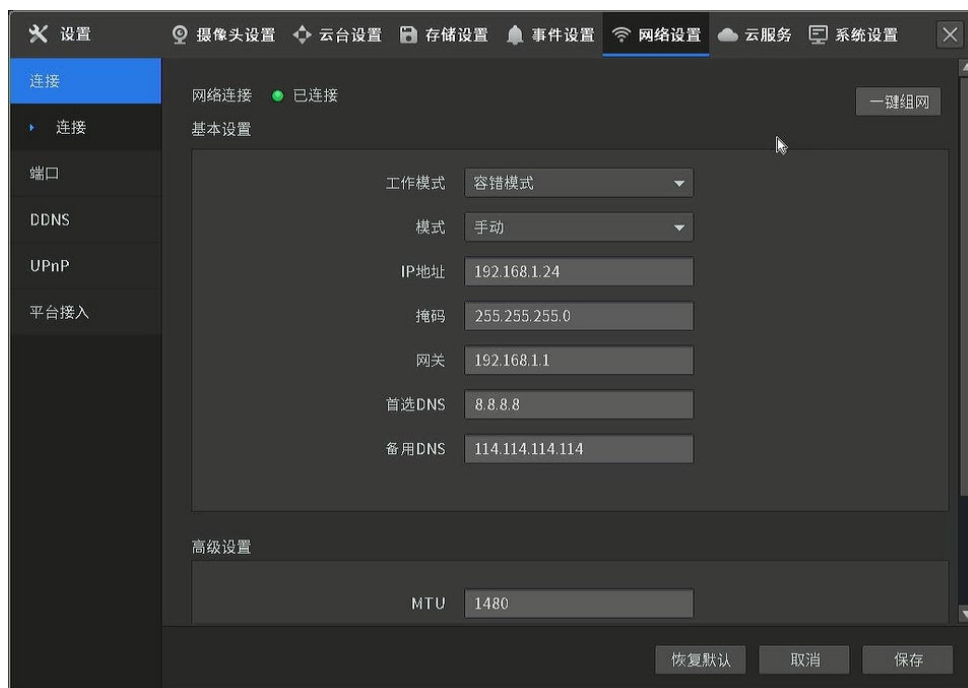 设置 摄像头设置 云台设置 存储设置 事件设置 网络设置 云服务 系统设置
连接
连接
端口
DDNS
UPnP
平台接入
网络连接 已连接
一键组网
基本设置
工作模式 容错模式
模式 手动
IP地址 192.168.1.24
掩码 255.255.255.0
网关 192.168.1.1
首选DNS 8.8.8.8
备用DNS 114.114.114.114
高级设置
MTU 1480
恢复默认 取消 保存